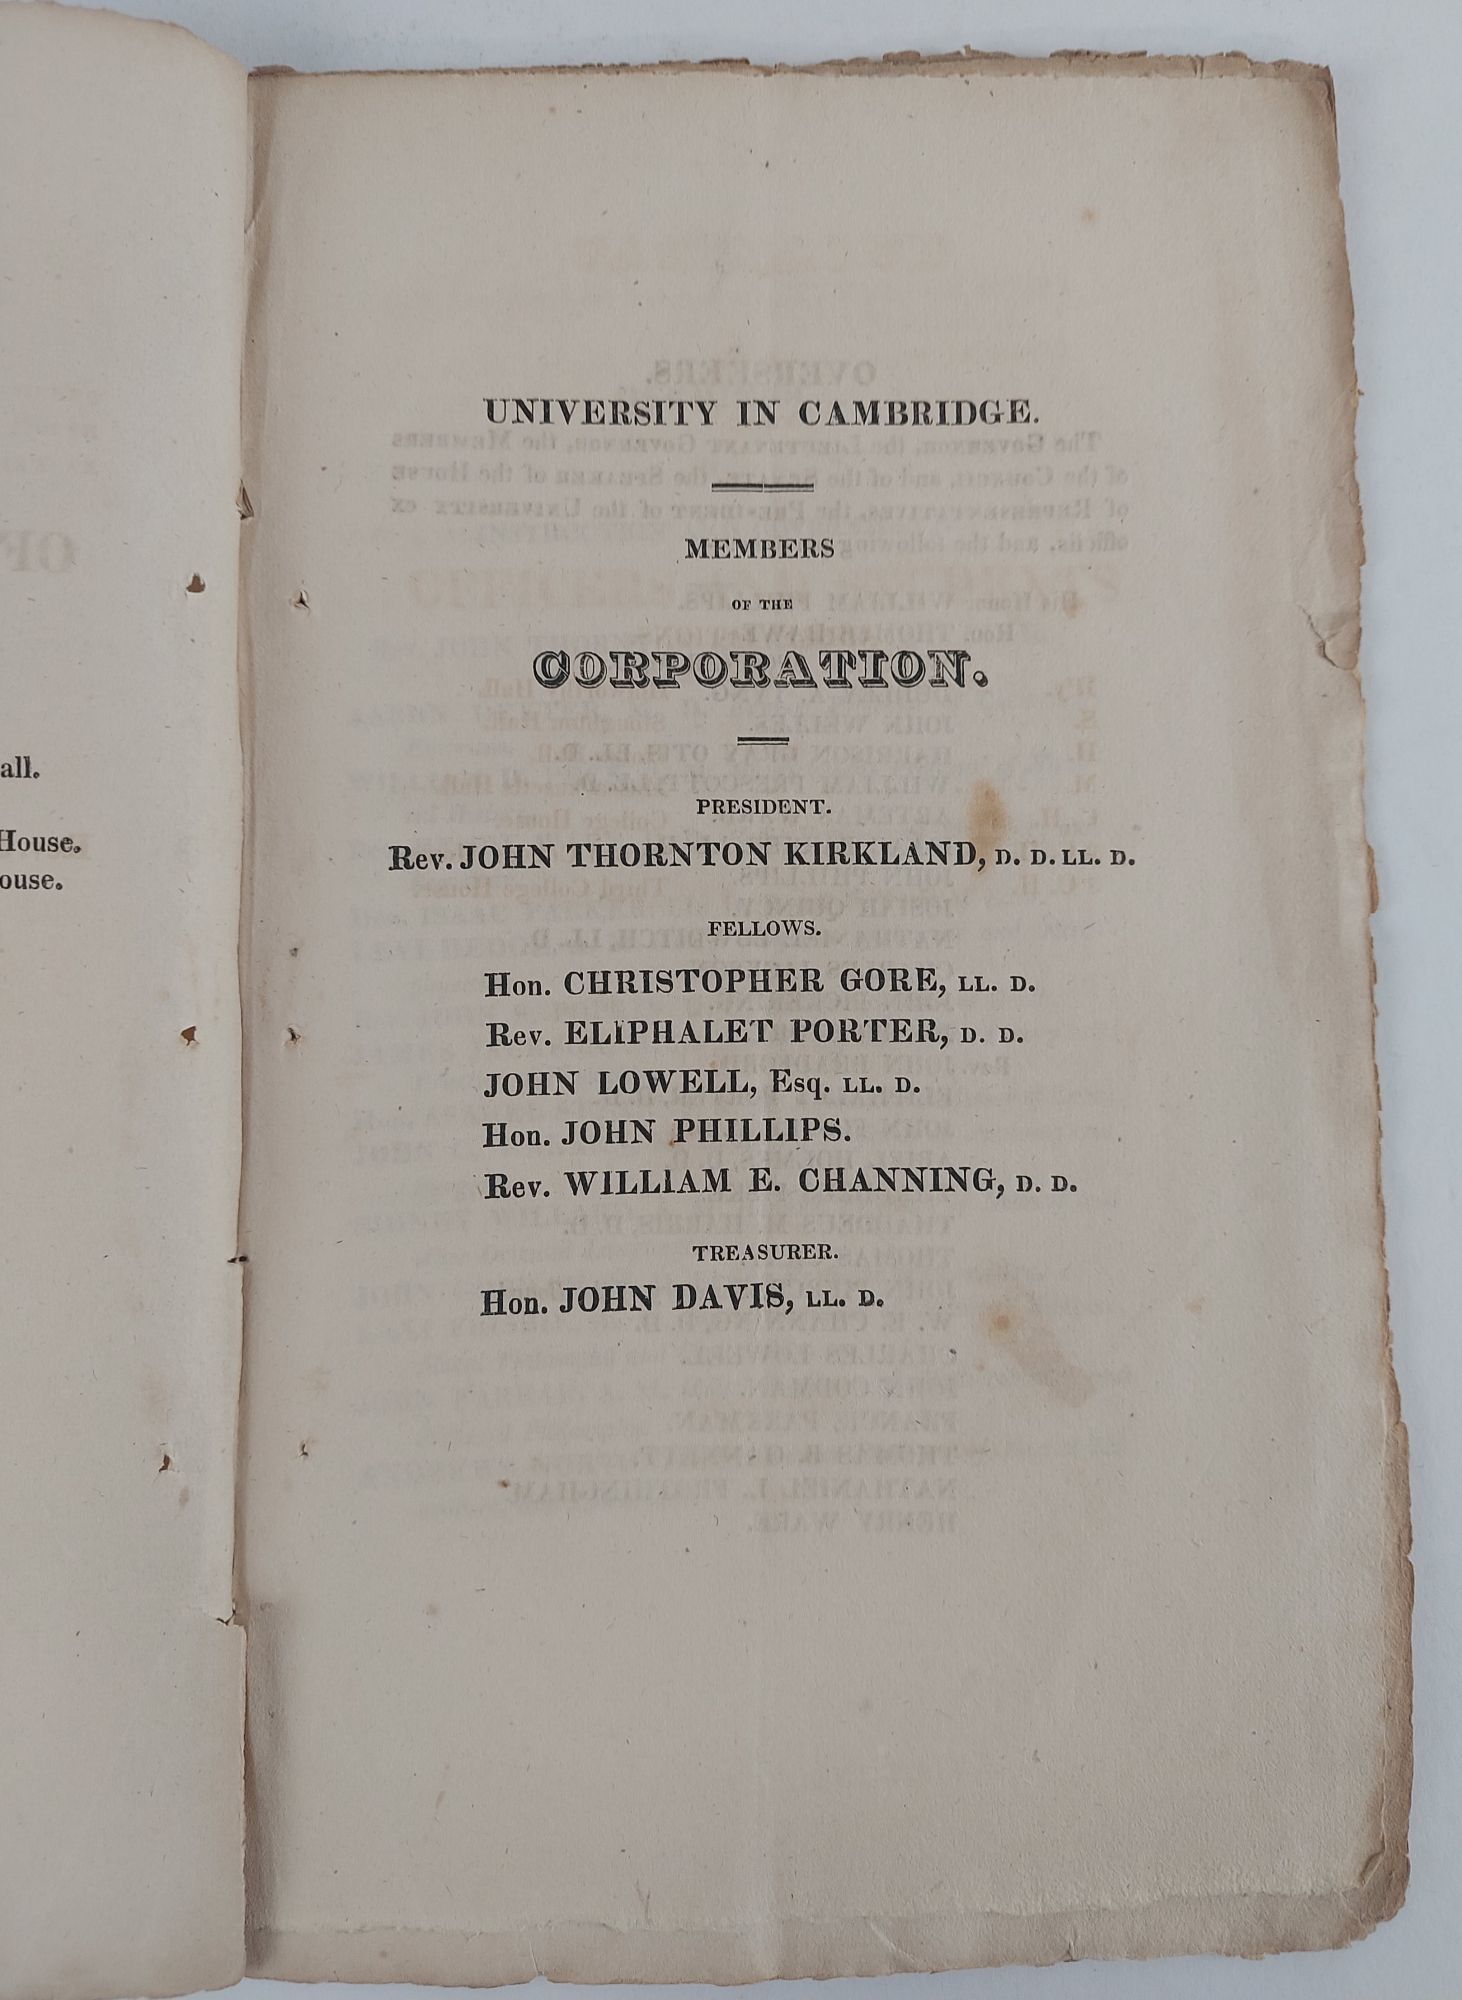 all.
House.
ouse.
UNIVERSITY IN CAMBRIDGE.
MEMBERS
OF THE
CORPORATION.
PRESIDENT.
Rev. JOHN THORNTON KIRKLAND, D. D. LL. D.
FELLOWS.
Hon. CHRISTOPHER GORE, LL. D.
Rev. ELIPHALET PORTER, D. D.
JOHN LOWELL, Esq. LL. D.
Hon. JOHN PHILLIPS.
Rev. WILLIAM E. CHANNING, D. D.
TREASURER.
Hon. JOHN DAVIS, LL. D.